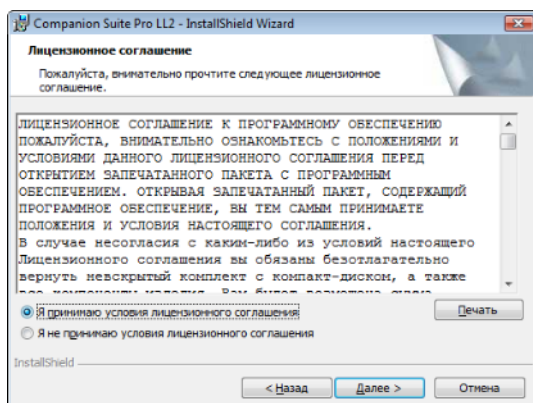 Companion Suite Pro LL2 - InstallShield Wizard
Лицензионное соглашение
Пожалуйста, внимательно прочтите следующее лицензионное
соглашение.
ЛИЦЕНЗИОННОЕ СОГЛАШЕНИЕ К ПРОГРАММНОМУ ОБЕСПЕЧЕНИЮ
ПОЖАЛУЙСТА, ВНИМАТЕЛЬНО ОЗНАКОМЬТЕСЬ С ПОЛОЖЕНИЯМИ И
УСЛОВИЯМИ ДАННОГО ЛИЦЕНЗИОННОГО СОГЛАШЕНИЯ ПЕРЕД
ОТКРЫТИЕМ ЗАПЕЧАТАННОГО ПАКЕТА С ПРОГРАММНЫМ
ОБЕСПЕЧЕНИЕМ. ОТКРЫВАЯ ЗАПЕЧАТАННЫЙ ПАКЕТ, СОДЕРЖАЩИЙ
ПРОГРАММНОЕ ОБЕСПЕЧЕНИЕ, ВЫ ТЕМ САМЫМ ПРИНИМАЕТЕ
ПОЛОЖЕНИЯ И УСЛОВИЯ НАСТОЯЩЕГО СОГЛАШЕНИЯ.
В случае несогласия с каким-либо из условий настоящего
Лицензионного соглашения вы обязаны безотлагательно
вернуть невскрытый комплект с компакт-диском, а также
Я принимаю условия лицензионного соглашения
Печать
Я не принимаю условия лицензионного соглашения
InstallShield
< Назад
Далее >
Отмена